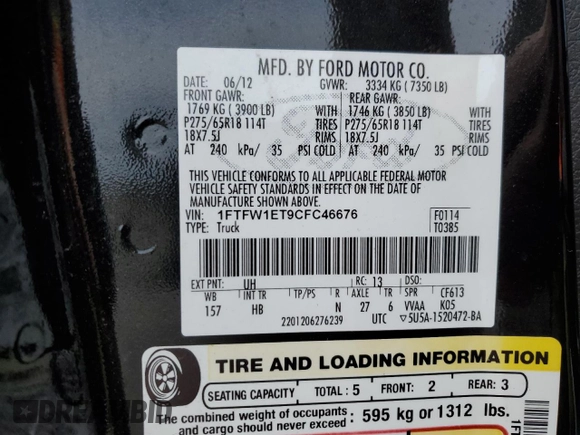 MFD. BY FORD MOTOR CO.
DATE: 06/12 GVWR: 3334 KG ( 7350 LB)
FRONT GAWR: REAR GAWR:
1769 KG ( 3900 LB) WITH 1746 KG ( 3850 LB) WITH
P275/65R18 114T TIRES P275/65R18 114T TIRES
18X7.5J RIMS 18X7.5J RIMS
AT 240 kPa/ 35 PSI COLD AT 240 kPa/ 35 PSI COLD
THIS VEHICLE CONFORMS TO ALL APPLICABLE FEDERAL MOTOR
VEHICLE SAFETY STANDARDS IN EFFECT ON THE DATE OF
MANUFACTURE SHOWN ABOVE.
VIN: 1FTFW1ET9CFC46676 F0114
TYPE: Truck T0385
EXT PNT: UH RC: 13 DSO:
WB INT TR TP/PS R AXLE TR SPR CF613
157 HB N 27 6 VVAA K05
2201206276239 UTC 5U5A-1520472-BA
TIRE AND LOADING INFORMATION
SEATING CAPACITY TOTAL: 5 FRONT: 2 REAR: 3
The combined weight of occupants
and cargo should never exceed : 595 kg or 1312 lbs.
DREAMBID